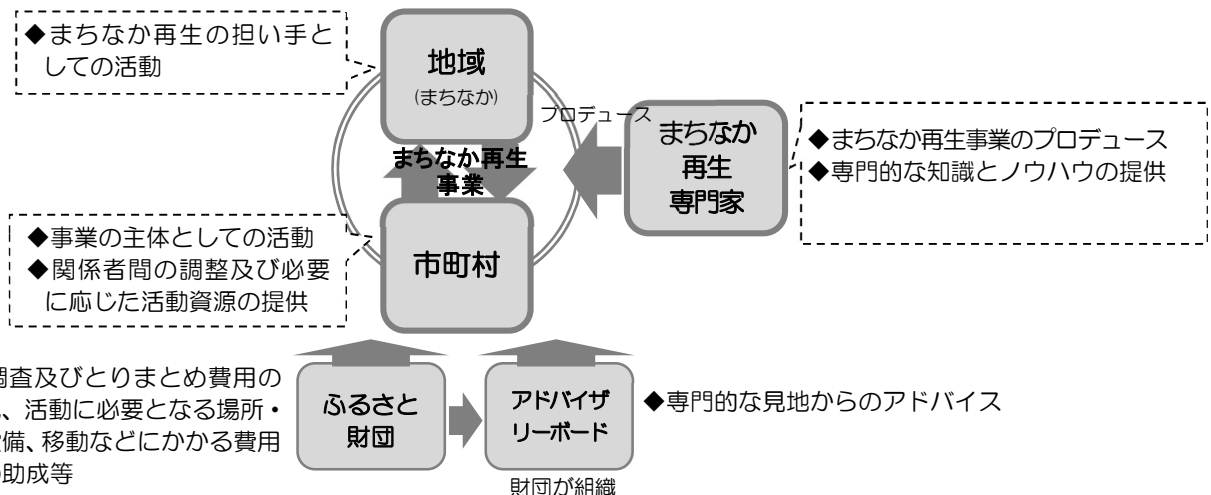 ◆まちなか再生の担い手と
しての活動
地域
(まちなか)
プロデュース
まちなか
再生
専門家
◆まちなか再生事業のプロデュース
◆専門的な知識とノウハウの提供
まちなか再生
事業
◆事業の主体としての活動
◆関係者間の調整及び必要
に応じた活動資源の提供
市町村
調査及びとりまとめ費用の
、活動に必要となる場所・
備、移動などにかかる費用
助成等
ふるさと
財団
アドバイザ
リーボード
◆専門的な見地からのアドバイス
財団が組織